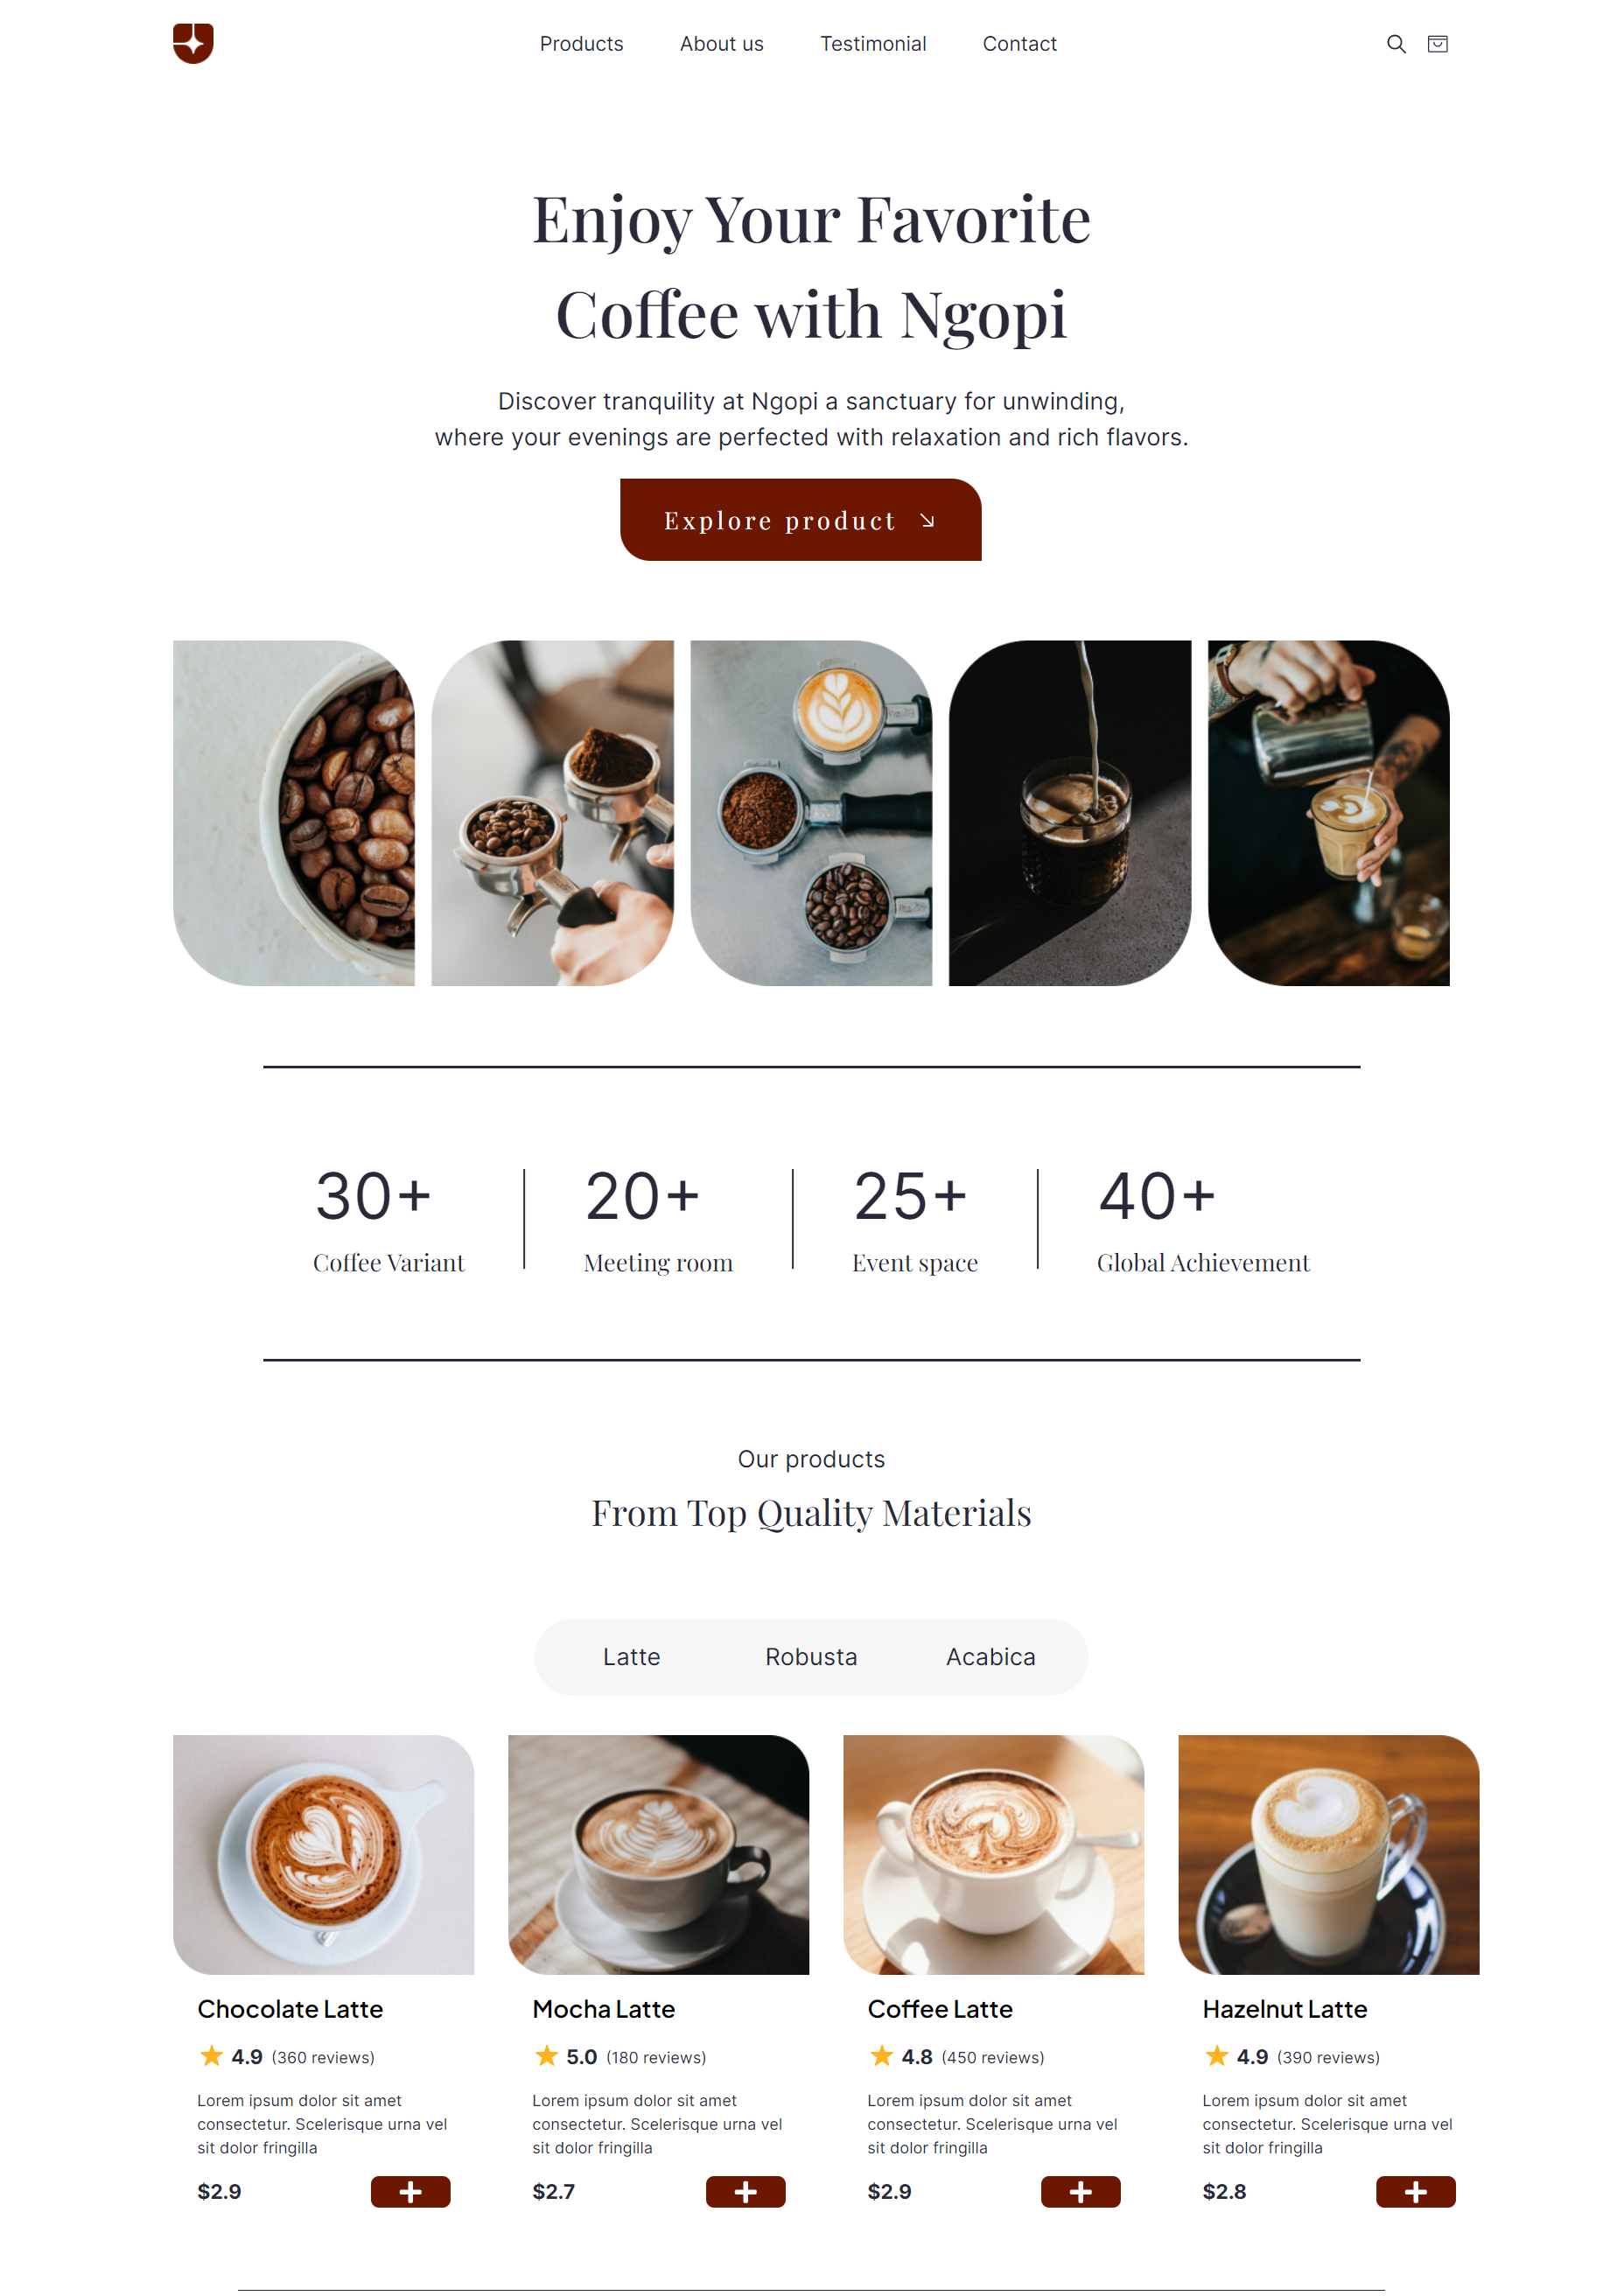 Products
About us
Testimonial
Contact
Enjoy Your Favorite
Coffee with Ngopi
Discover tranquility at Ngopi a sanctuary for unwinding,
where your evenings are perfected with relaxation and rich flavors.
Explore product
30+
Coffee Variant
20+
Meeting room
25+
Event space
40+
Global Achievement
Our products
From Top Quality Materials
Latte
Robusta
Acabica
Chocolate Latte
4.9 (360 reviews)
Lorem ipsum dolor sit amet
consectetur. Scelerisque urna vel
sit dolor fringilla
$2.9
Mocha Latte
5.0 (180 reviews)
Lorem ipsum dolor sit amet
consectetur. Scelerisque urna vel
sit dolor fringilla
$2.7
Coffee Latte
4.8 (450 reviews)
Lorem ipsum dolor sit amet
consectetur. Scelerisque urna vel
sit dolor fringilla
$2.9
Hazelnut Latte
4.9 (390 reviews)
Lorem ipsum dolor sit amet
consectetur. Scelerisque urna vel
sit dolor fringilla
$2.8